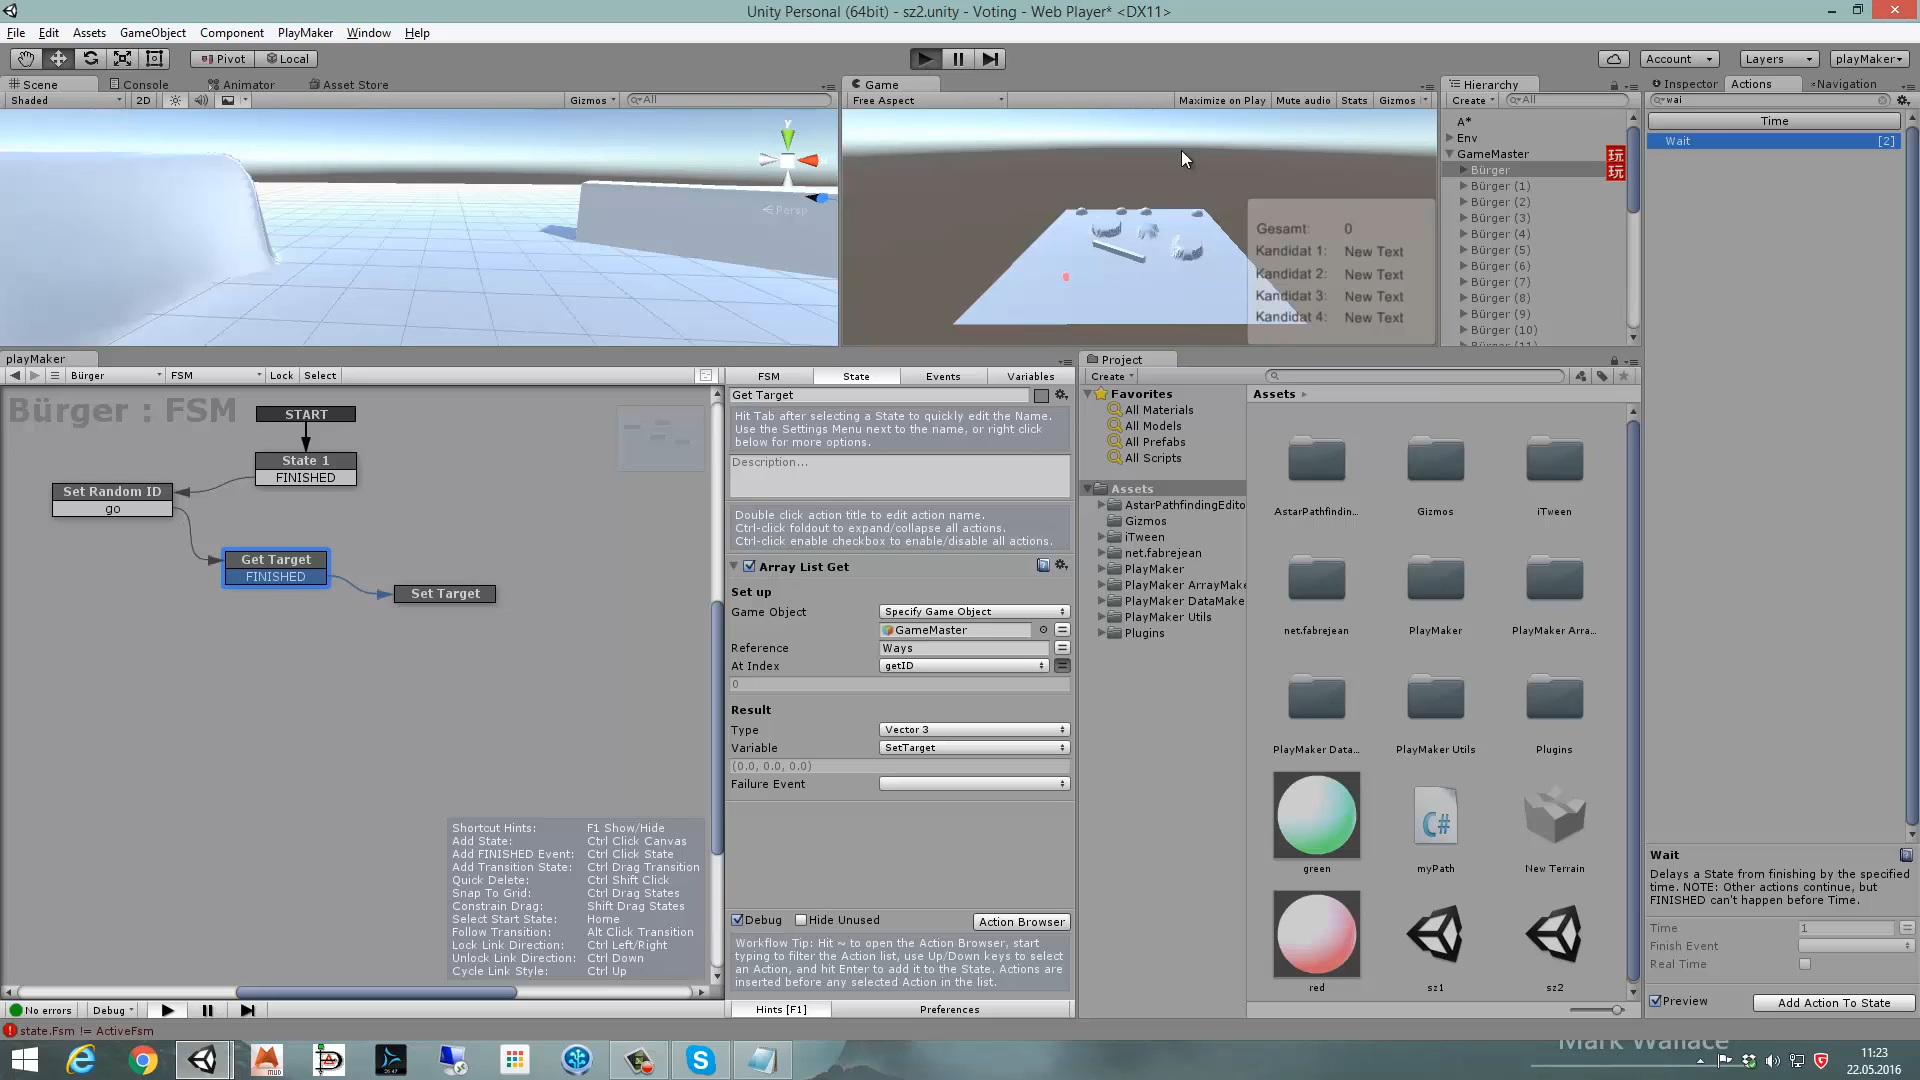 Unity Personal (64bit) - sz2.unity - Voting - Web Player* <DX11>
File Edit Assets GameObject Component PlayMaker Window Help
Pivot Local Account Layers playMaker
Scene Console Animator Asset Store
Shaded 2D Gizmos All
y
Persp
Game
Free Aspect Maximize on Play Mute audio Stats Gizmos
Gesamt: 0
Kandidat 1: New Text
Kandidat 2: New Text
Kandidat 3: New Text
Kandidat 4: New Text
Hierarchy
Create All
A*
Env
GameMaster
玩
Bürger
玩
Bürger (1)
Bürger (2)
Bürger (3)
Bürger (4)
Bürger (5)
Bürger (6)
Bürger (7)
Bürger (8)
Bürger (9)
Bürger (10)
Bürger (11)
Inspector Actions Navigation
wai
Time
Wait [2]
Wait
Delays a State from finishing by the specified
time. NOTE: Other actions continue, but
FINISHED can't happen before Time.
Time 1
Finish Event
Real Time
Preview Add Action To State
playMaker
Bürger FSM Lock Select
Bürger : FSM
START
State 1
FINISHED
Set Random ID
go
Get Target
FINISHED
Set Target
Shortcut Hints: F1 Show/Hide
Add State: Ctrl Click Canvas
Add FINISHED Event: Ctrl Click State
Add Transition State: Ctrl Drag Transition
Quick Delete: Ctrl Shift Click
Snap To Grid: Ctrl Drag States
Constrain Drag: Shift Drag States
Select Start State: Home
Follow Transition: Alt Click Transition
Lock Link Direction: Ctrl Left/Right
Unlock Link Direction: Ctrl Down
Cycle Link Style: Ctrl Up
FSM State Events Variables
Get Target
Hit Tab after selecting a State to quickly edit the Name.
Use the Settings Menu next to the name, or right click
below for more options.
Description...
Double click action title to edit action name.
Ctrl-click foldout to expand/collapse all actions.
Ctrl-click enable checkbox to enable/disable all actions.
Array List Get
Set up
Game Object Specify Game Object
GameMaster
Reference Ways
At Index getID
0
Result
Type Vector 3
Variable SetTarget
(0.0, 0.0, 0.0)
Failure Event
Debug Hide Unused Action Browser
Workflow Tip: Hit ~ to open the Action Browser, start
typing to filter the Action list, use Up/Down keys to select
an Action, and hit Enter to add it to the State. Actions are
inserted before any selected Action in the list.
Hints [F1] Preferences
Project
Create
Favorites
All Materials
All Models
All Prefabs
All Scripts
Assets
AstarPathfindingEdito
Gizmos
iTween
net.fabrejean
PlayMaker
PlayMaker ArrayMake
PlayMaker DataMake
PlayMaker Utils
Plugins
Assets
AstarPathfindin... Gizmos iTween
net.fabrejean PlayMaker PlayMaker Arra...
PlayMaker Data... PlayMaker Utils Plugins
C#
green myPath New Terrain
red sz1 sz2
No errors Debug
state.Fsm != ActiveFsm
Mark Wallace
MUD
11:23
22.05.2016